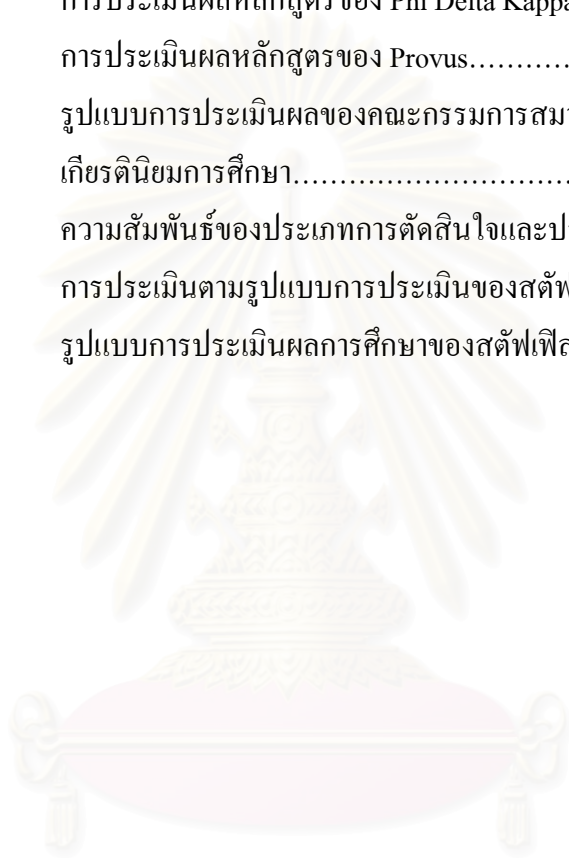 การประเมินผลหลักสูตรของ Phi Delta Kappa
การประเมินผลหลักสูตรของ Provus............
รูปแบบการประเมินผลของคณะกรรมการสมา
เกียรตินิยมการศึกษา..............................
ความสัมพันธ์ของประเภทการตัดสินใจและป
การประเมินตามรูปแบบการประเมินของสตัฟ
รูปแบบการประเมินผลการศึกษาของสตัฟเฟิล